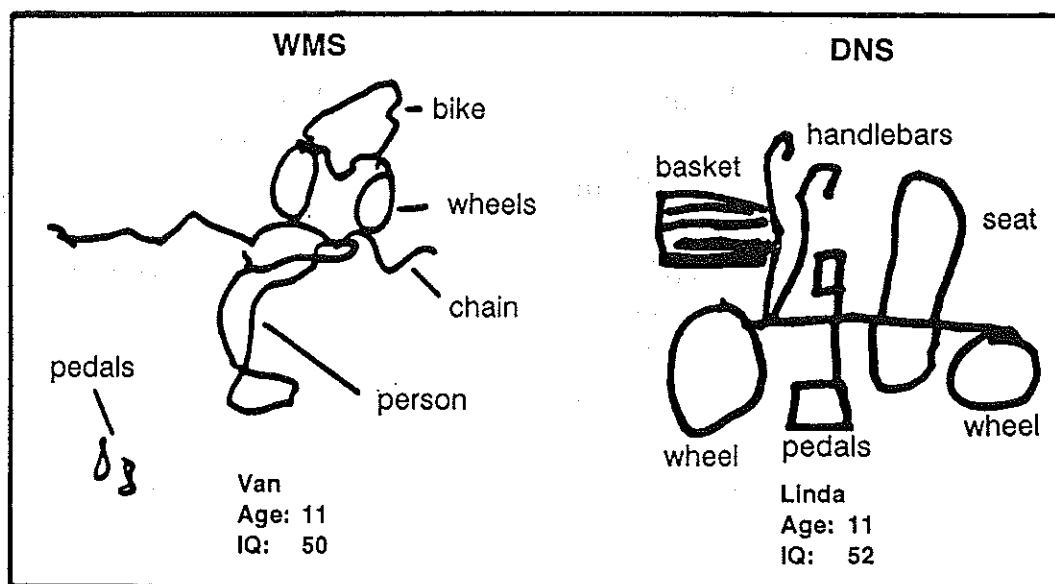 WMS
bike
wheels
chain
pedals
person
Van
Age: 11
IQ: 50
DNS
handlebars
basket
seat
wheel
pedals
wheel
Linda
Age: 11
IQ: 52